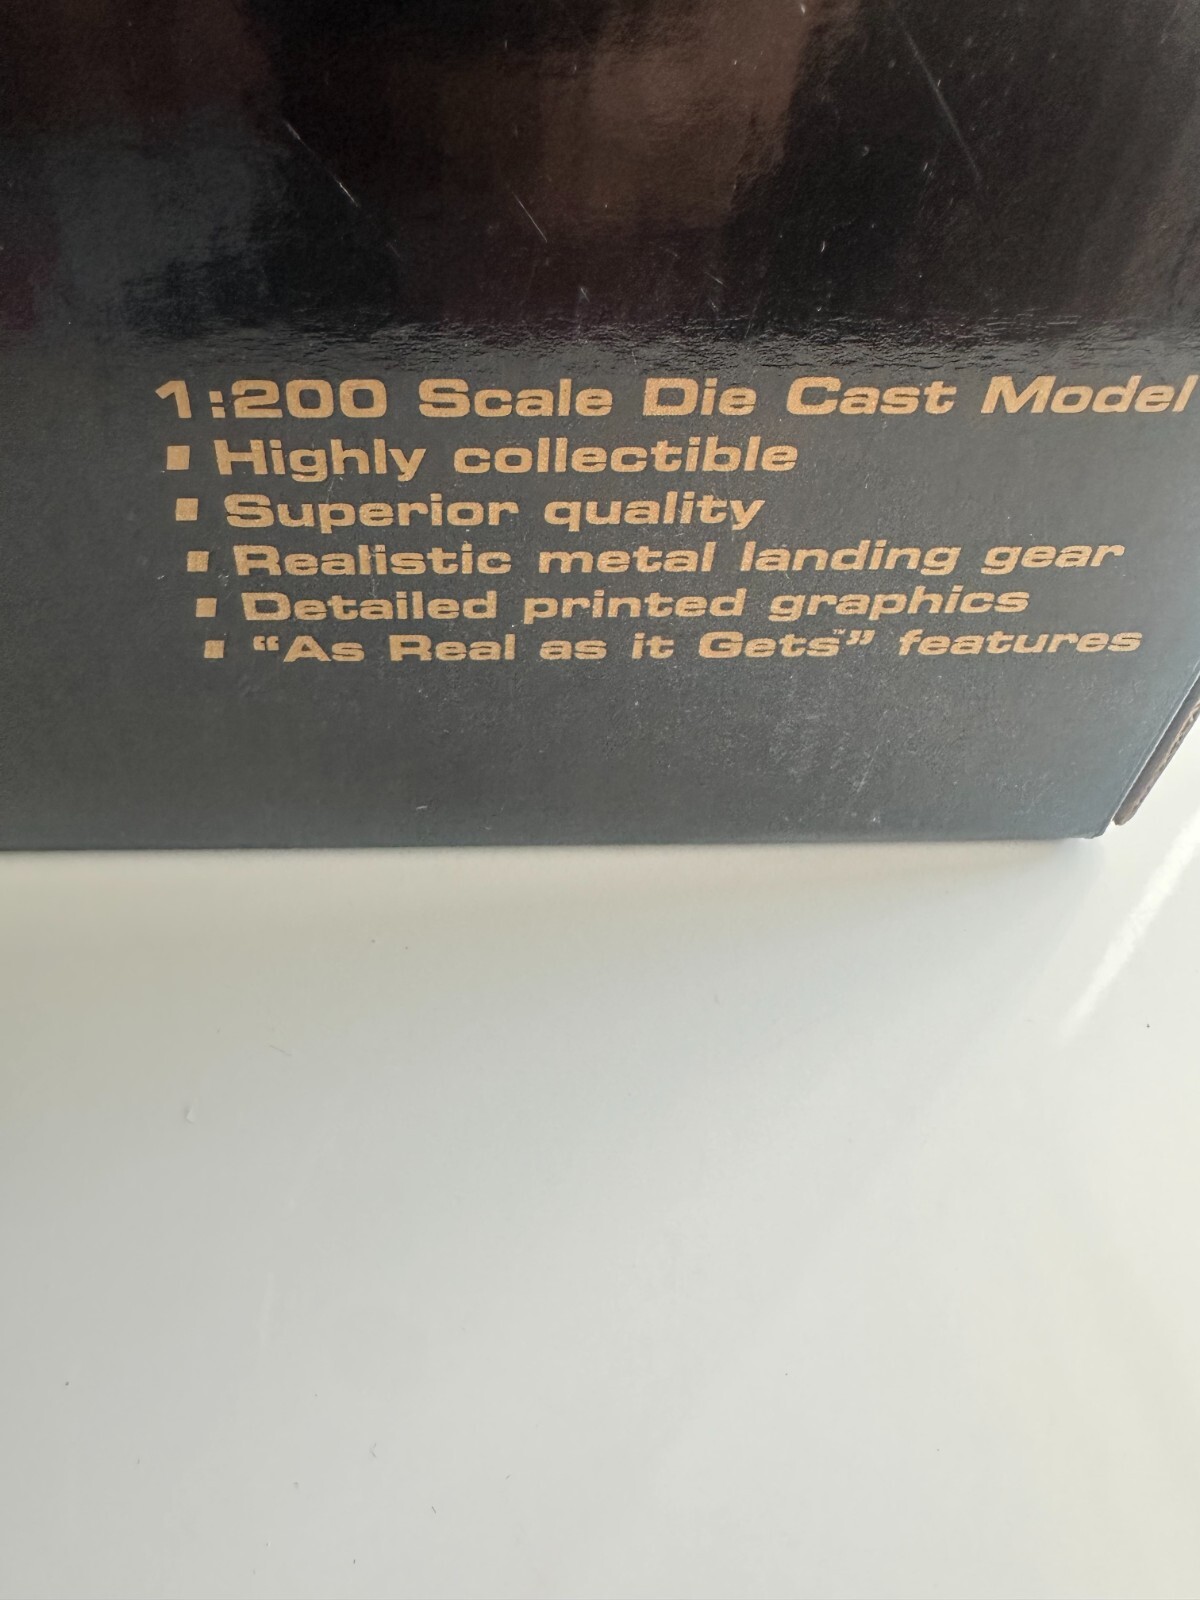 1:200 Scale Die Cast Model
▪ Highly collectible
▪ Superior quality
▪ Realistic metal landing gear
▪ Detailed printed graphics
▪ “As Real as it Gets™” features